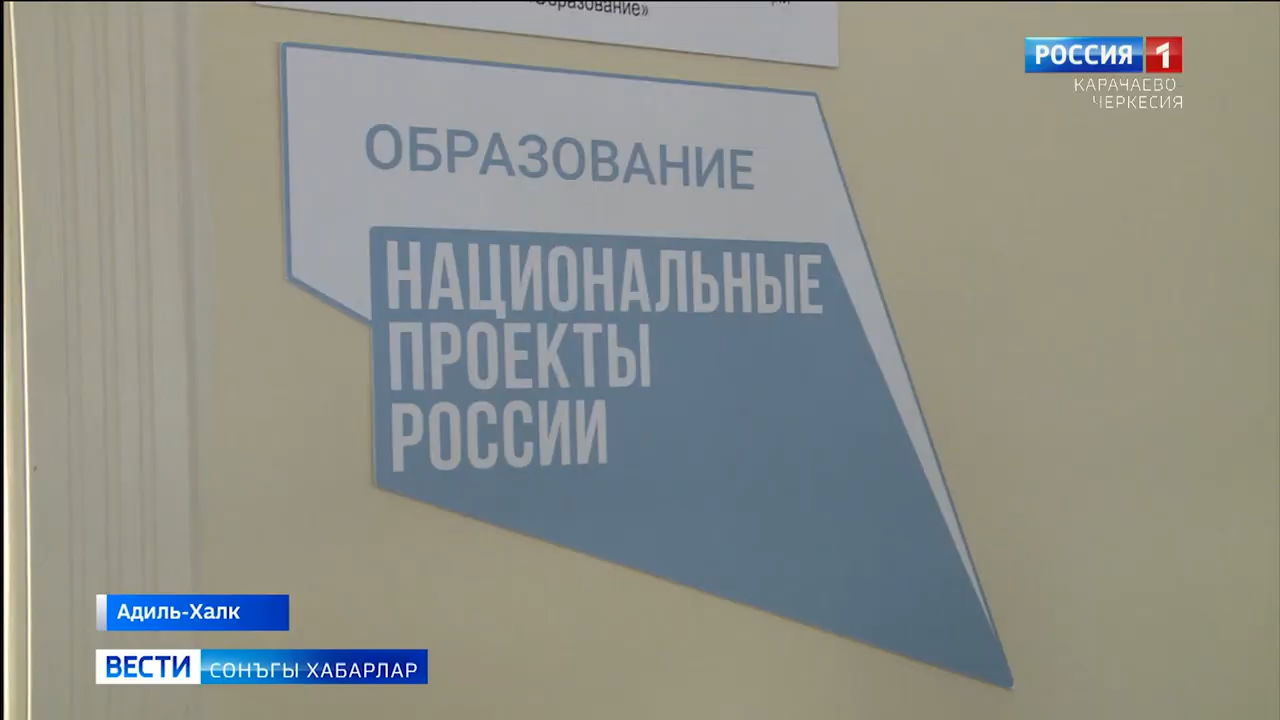 Образование»
РОССИЯ 1
КАРАЧАЕВО
ЧЕРКЕСИЯ
ОБРАЗОВАНИЕ
НАЦИОНАЛЬНЫЕ
ПРОЕКТЫ
РОССИИ
Адиль-Халк
ВЕСТИ СОНЪГЫ ХАБАРЛАР